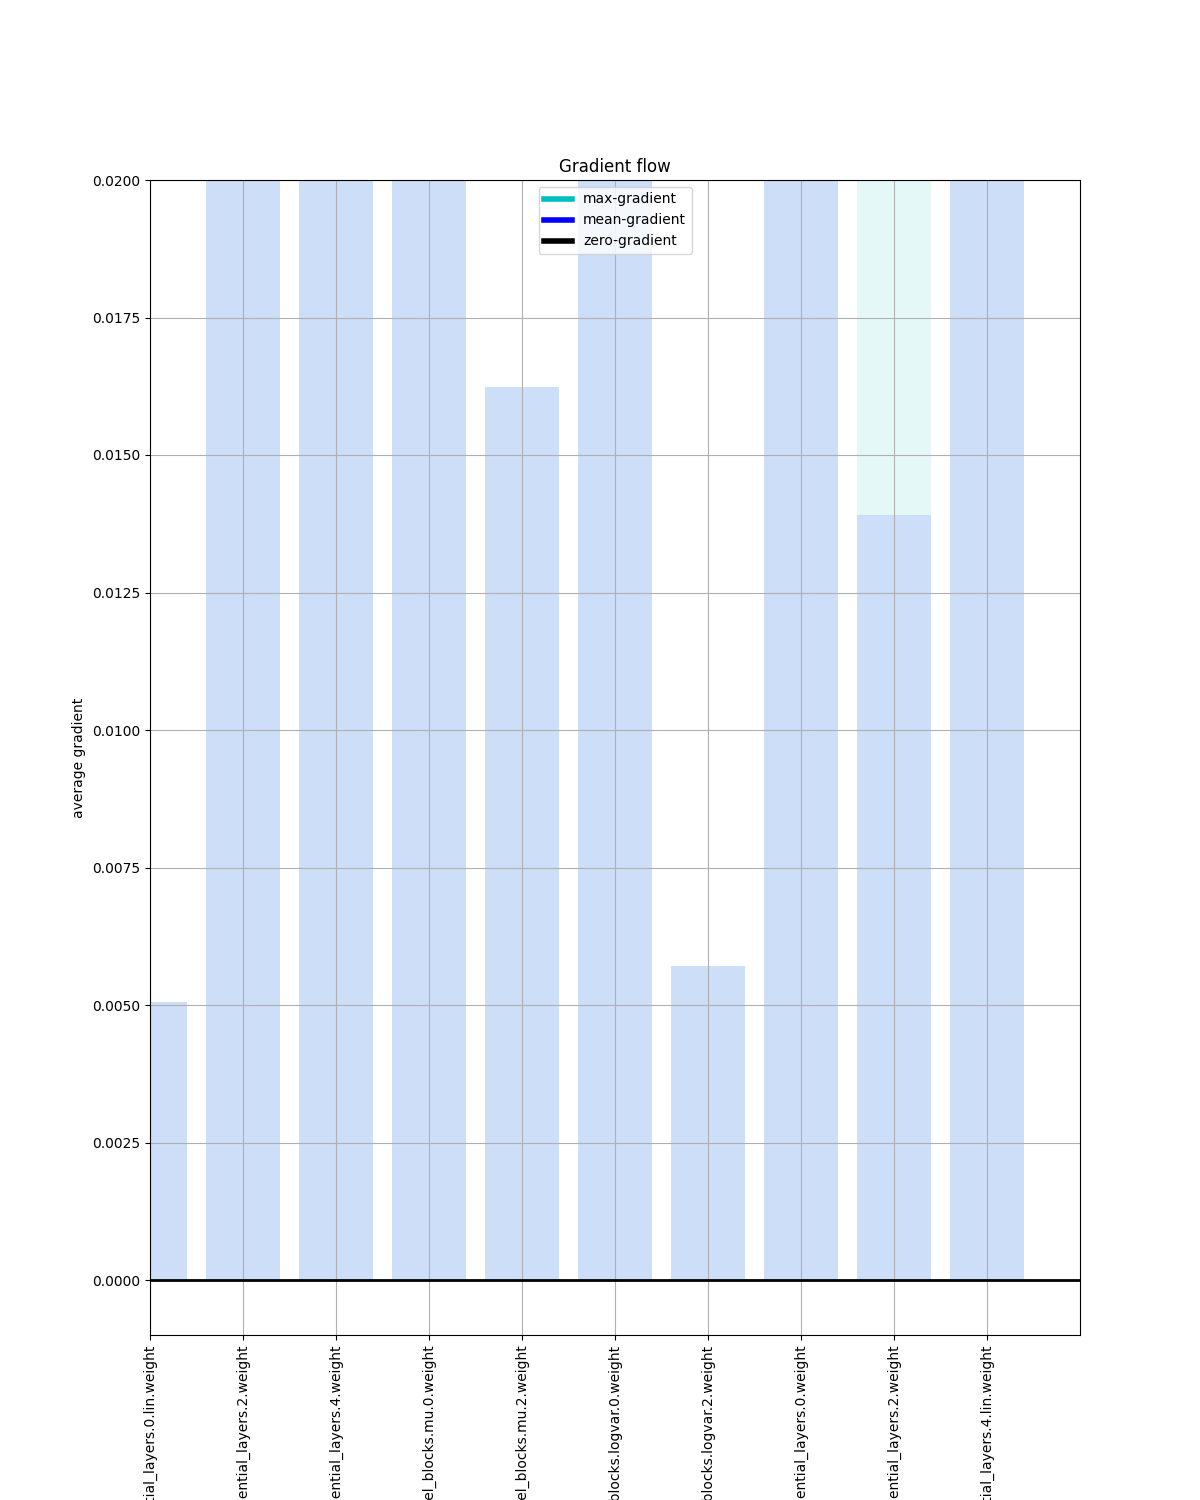 Gradient flow
max-gradient
mean-gradient
zero-gradient
0.0200
0.0175
0.0150
0.0125
0.0100
0.0075
0.0050
0.0025
0.0000
average gradient
tial_layers.0.lin.weight
ential_layers.2.weight
ential_layers.4.weight
el_blocks.mu.0.weight
el_blocks.mu.2.weight
blocks.logvar.0.weight
blocks.logvar.2.weight
ential_layers.0.weight
ential_layers.2.weight
tial_layers.4.lin.weight